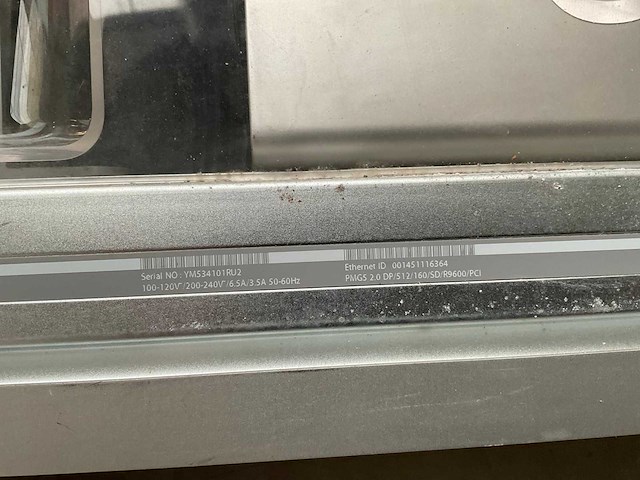 Serial NO : YM534101RU2
100-120V~/200-240V~/6.5A/3.5A 50-60Hz
Ethernet ID 001451116364
PMGS 2.0 DP/512/160/SD/R9600/PCI